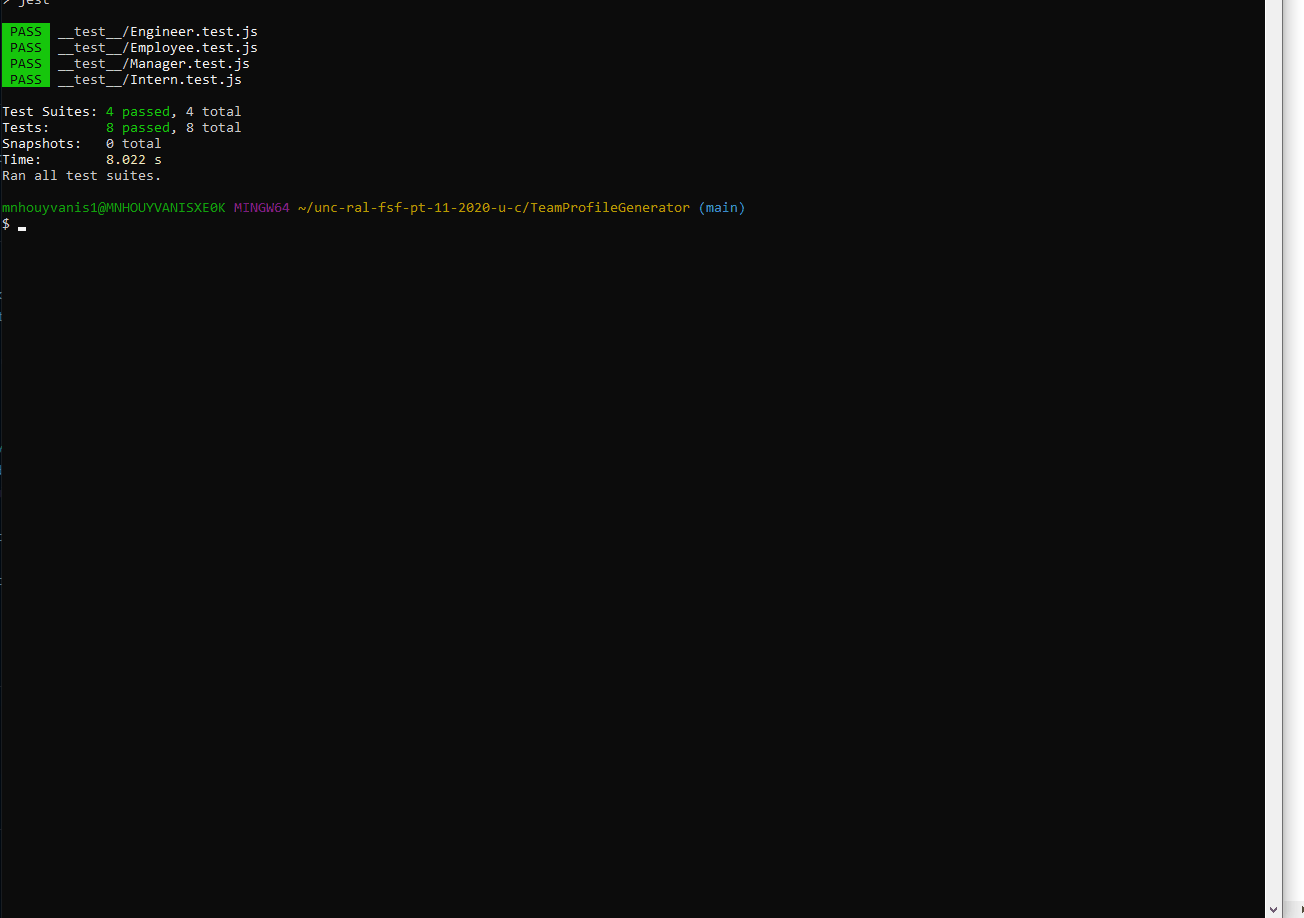 > jest
PASS __test__/Engineer.test.js
PASS __test__/Employee.test.js
PASS __test__/Manager.test.js
PASS __test__/Intern.test.js
Test Suites: 4 passed, 4 total
Tests: 8 passed, 8 total
Snapshots: 0 total
Time: 8.022 s
Ran all test suites.
mnhouyvanis1@MNHOUYVANISXE0K MINGW64 ~/unc-ral-fsf-pt-11-2020-u-c/TeamProfileGenerator (main)
$